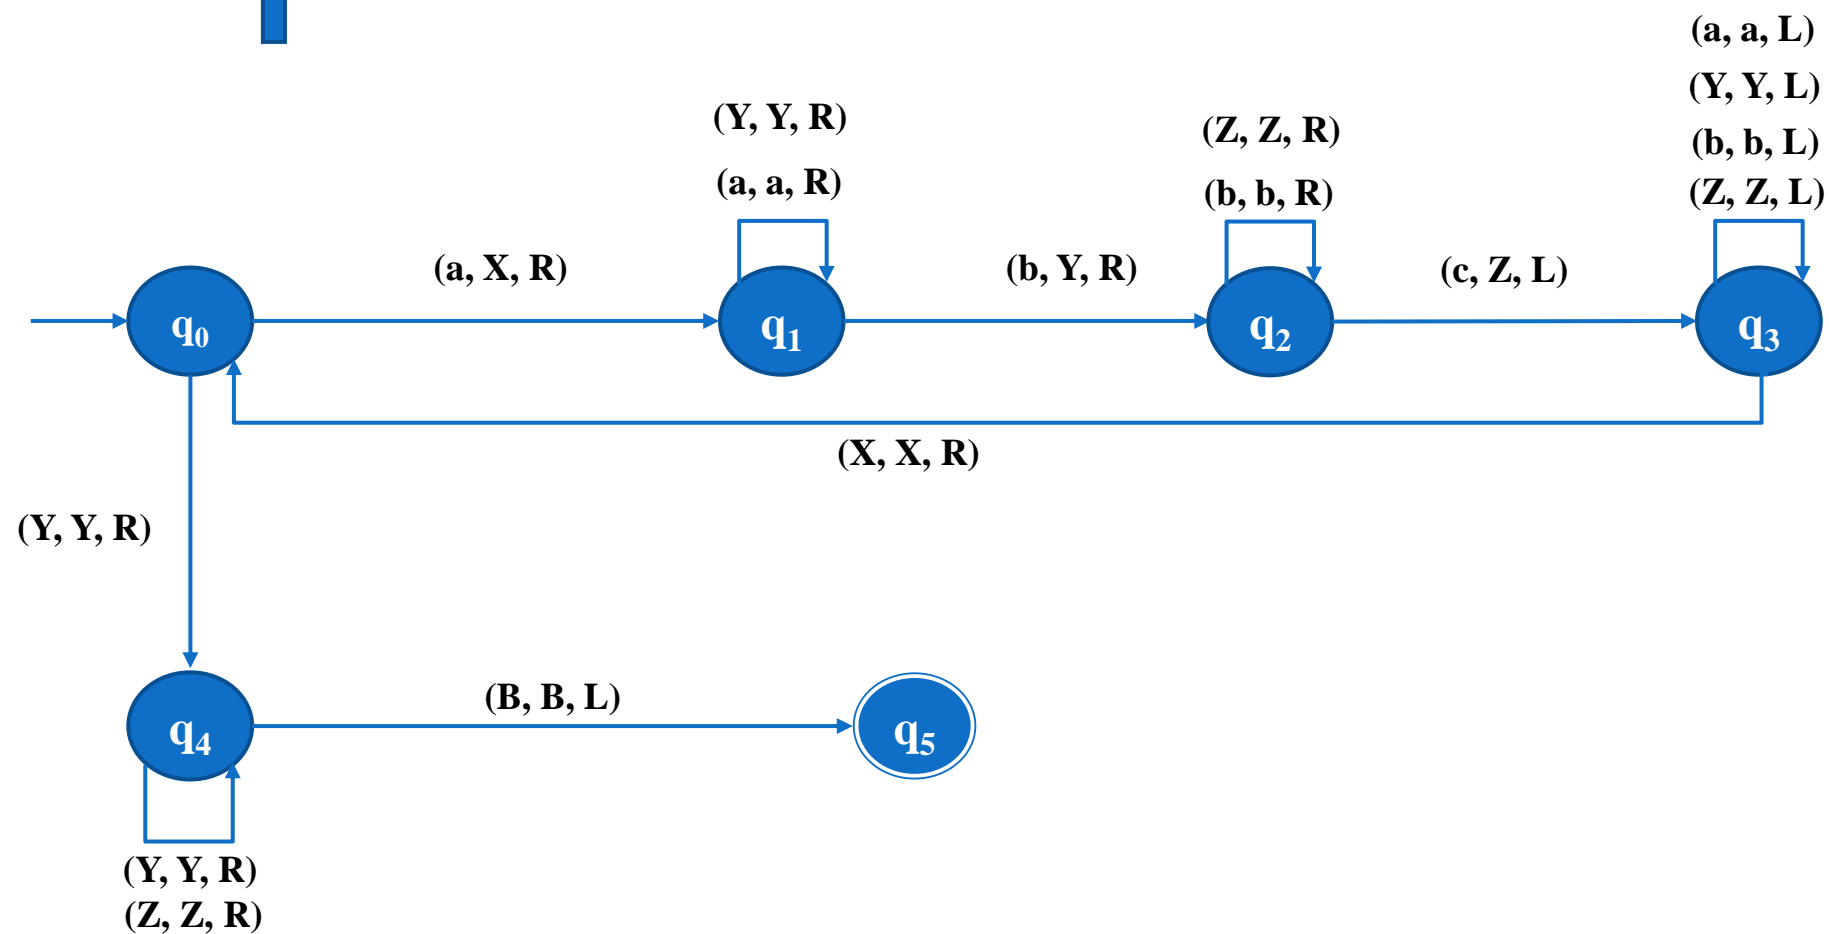 (a, a, L)
(Y, Y, L)
(b, b, L)
(Z, Z, L)
(Y, Y, R)
(a, a, R)
(Z, Z, R)
(b, b, R)
(a, X, R)
(b, Y, R)
(c, Z, L)
q0
q1
q2
q3
(X, X, R)
(Y, Y, R)
(B, B, L)
q4
q5
(Y, Y, R)
(Z, Z, R)